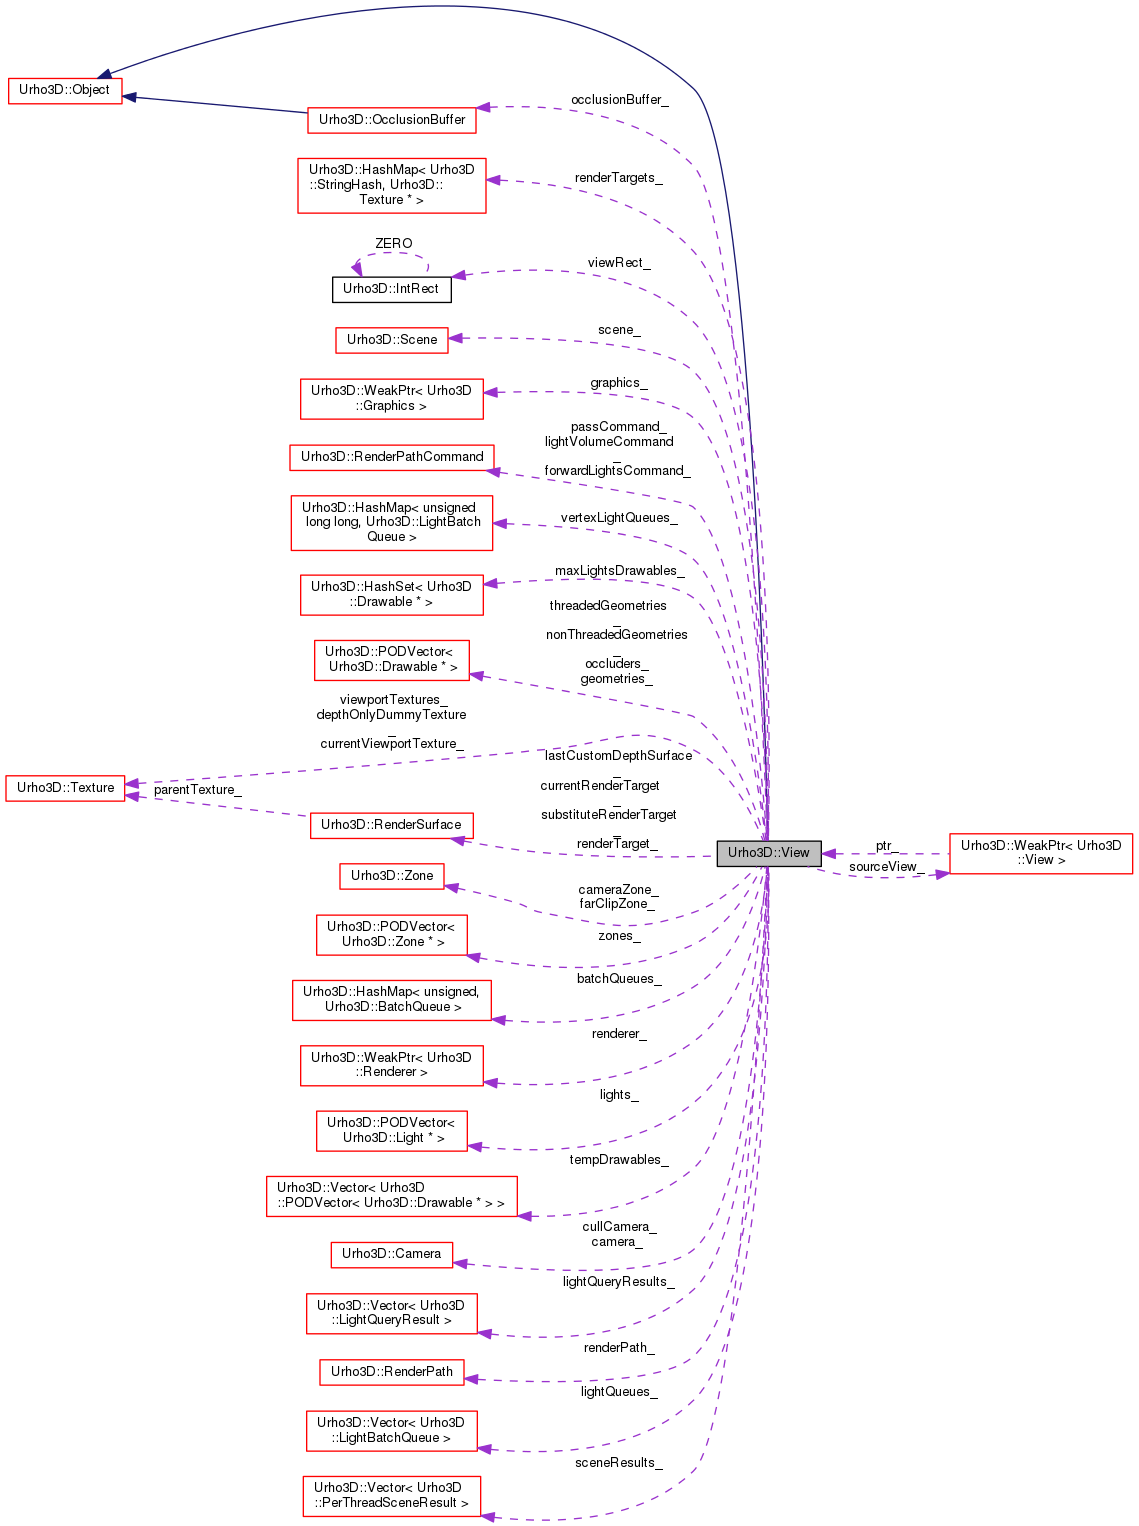 Urho3D::Object
occlusionBuffer_
Urho3D::OcclusionBuffer
Urho3D::HashMap< Urho3D
::StringHash, Urho3D::
Texture * >
renderTargets_
ZERO
viewRect_
Urho3D::IntRect
scene_
Urho3D::Scene
graphics_
Urho3D::WeakPtr< Urho3D
::Graphics >
passCommand_
lightVolumeCommand
_
forwardLightsCommand_
Urho3D::RenderPathCommand
Urho3D::HashMap< unsigned
long long, Urho3D::LightBatch
Queue >
vertexLightQueues_
maxLightsDrawables_
Urho3D::HashSet< Urho3D
::Drawable * >
threadedGeometries
_
nonThreadedGeometries
_
occluders_
geometries_
Urho3D::PODVector<
Urho3D::Drawable * >
viewportTextures_
depthOnlyDummyTexture
_
currentViewportTexture_
Urho3D::Texture
parentTexture_
lastCustomDepthSurface
_
currentRenderTarget
_
substituteRenderTarget
_
renderTarget_
Urho3D::RenderSurface
Urho3D::View
ptr_
sourceView_
Urho3D::WeakPtr< Urho3D
::View >
Urho3D::Zone
cameraZone_
farClipZone_
Urho3D::PODVector<
Urho3D::Zone * >
zones_
batchQueues_
Urho3D::HashMap< unsigned,
Urho3D::BatchQueue >
renderer_
Urho3D::WeakPtr< Urho3D
::Renderer >
lights_
Urho3D::PODVector<
Urho3D::Light * >
tempDrawables_
Urho3D::Vector< Urho3D
::PODVector< Urho3D::Drawable * > >
cullCamera_
camera_
Urho3D::Camera
lightQueryResults_
Urho3D::Vector< Urho3D
::LightQueryResult >
renderPath_
Urho3D::RenderPath
lightQueues_
Urho3D::Vector< Urho3D
::LightBatchQueue >
sceneResults_
Urho3D::Vector< Urho3D
::PerThreadSceneResult >